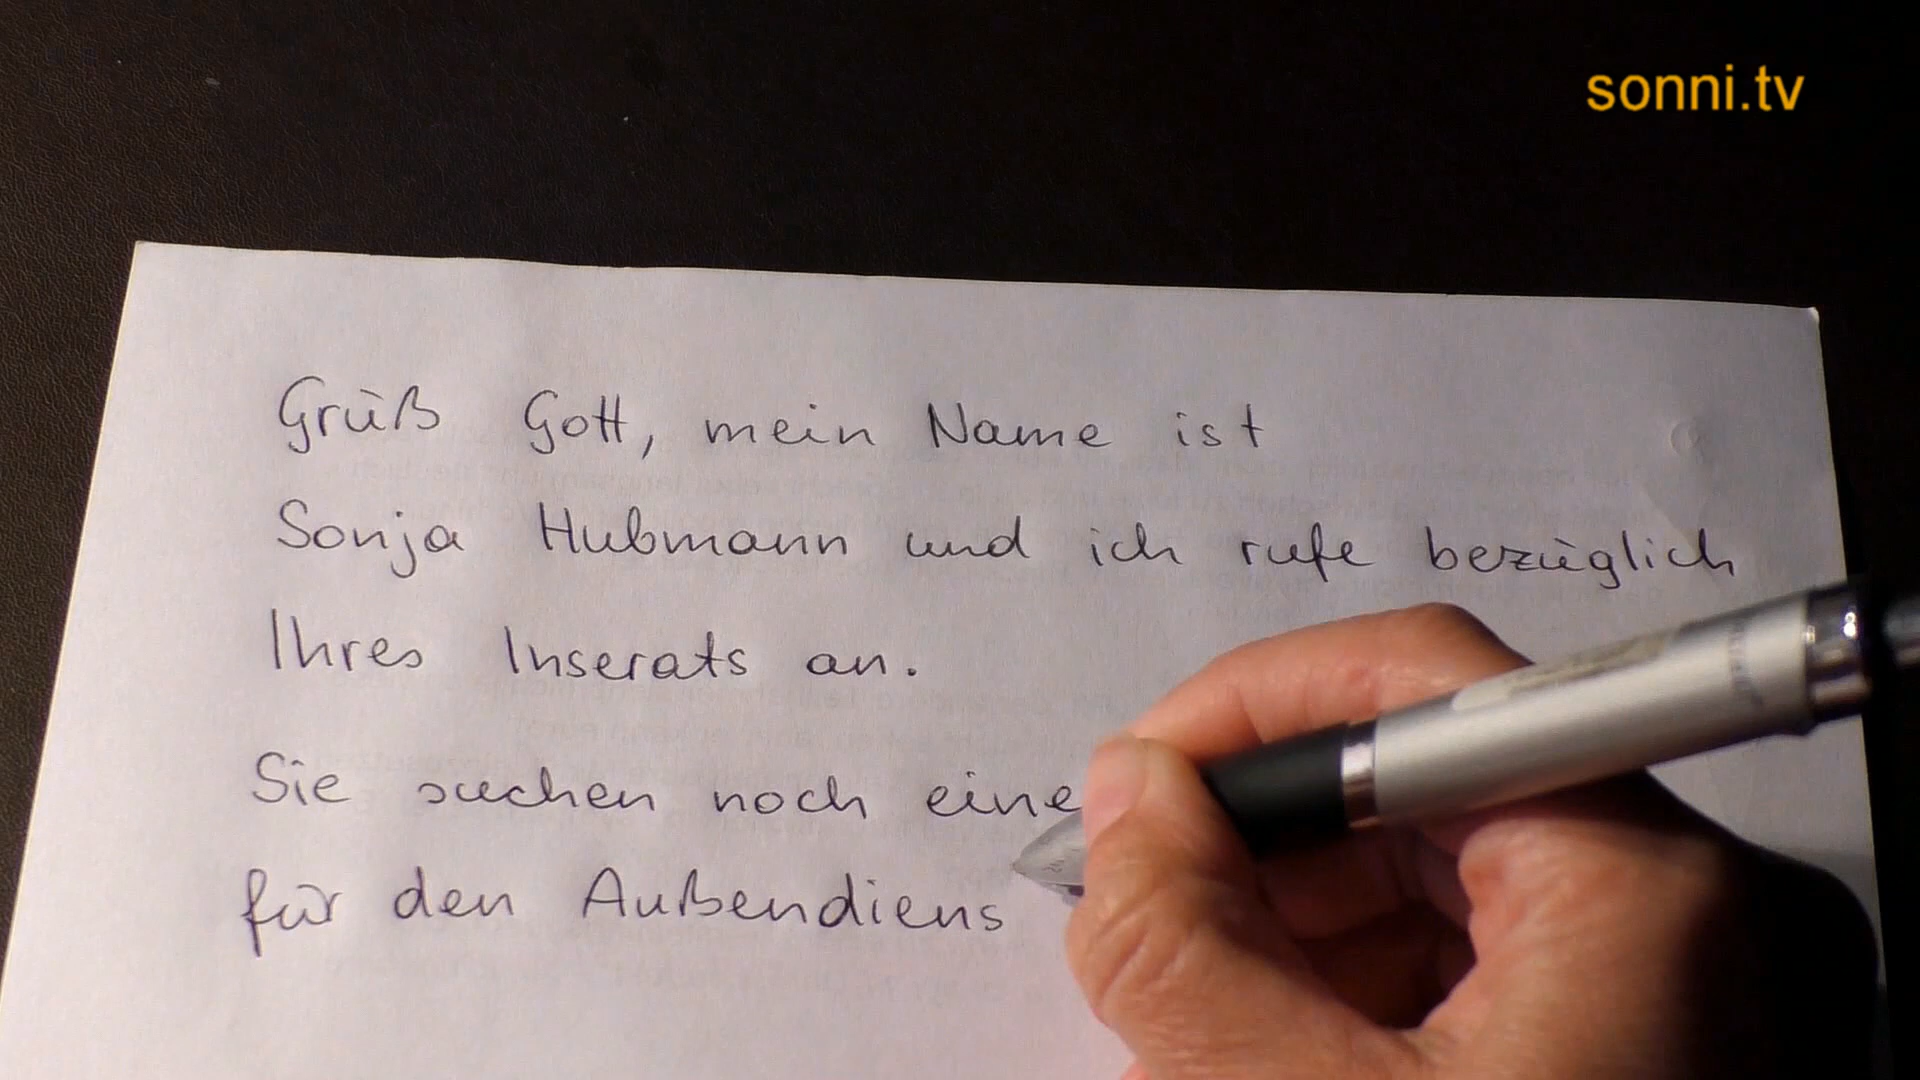 sonni.tv
Grüß Gott, mein Name ist
Sonja Hubmann und ich rufe bezüglich
Ihres Inserats an.
Sie suchen noch eine
für den Außendiens